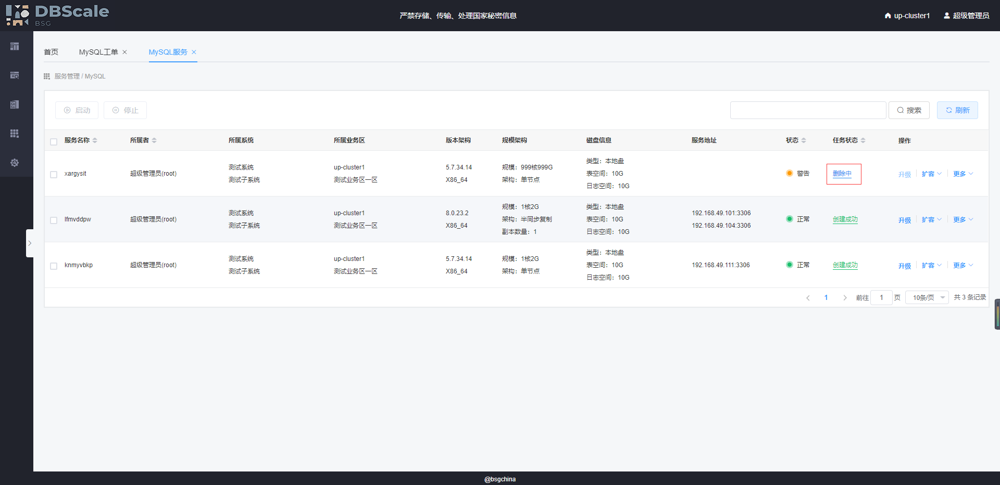 DBScale
BSG
严禁存储、传输、处理国家秘密信息
up-cluster1
超级管理员
首页
MySQL工单
MySQL服务
服务管理 / MySQL
启动
停止
搜索
刷新
服务名称 所属者 所属系统 所属业务区 版本架构 规模架构 磁盘信息 服务地址 状态 任务状态 操作
xargysit
超级管理员(root)
测试系统
测试子系统
up-cluster1
测试业务区一区
5.7.34.14
X86_64
规模：999核999G
架构：单节点
类型：本地盘
表空间：10G
日志空间：10G
警告
删除中
升级 扩容 更多
lfmvddpw
超级管理员(root)
测试系统
测试子系统
up-cluster1
测试业务区一区
8.0.23.2
X86_64
规模：1核2G
架构：半同步复制
副本数量：1
类型：本地盘
表空间：10G
日志空间：10G
192.168.49.101:3306
192.168.49.104:3306
正常
创建成功
升级 扩容 更多
knmyvbkp
超级管理员(root)
测试系统
测试子系统
up-cluster1
测试业务区一区
5.7.34.14
X86_64
规模：1核2G
架构：单节点
类型：本地盘
表空间：10G
日志空间：10G
192.168.49.111:3306
正常
创建成功
升级 扩容 更多
1 前往 1 页 10条/页 共 3 条记录
@bsgchina